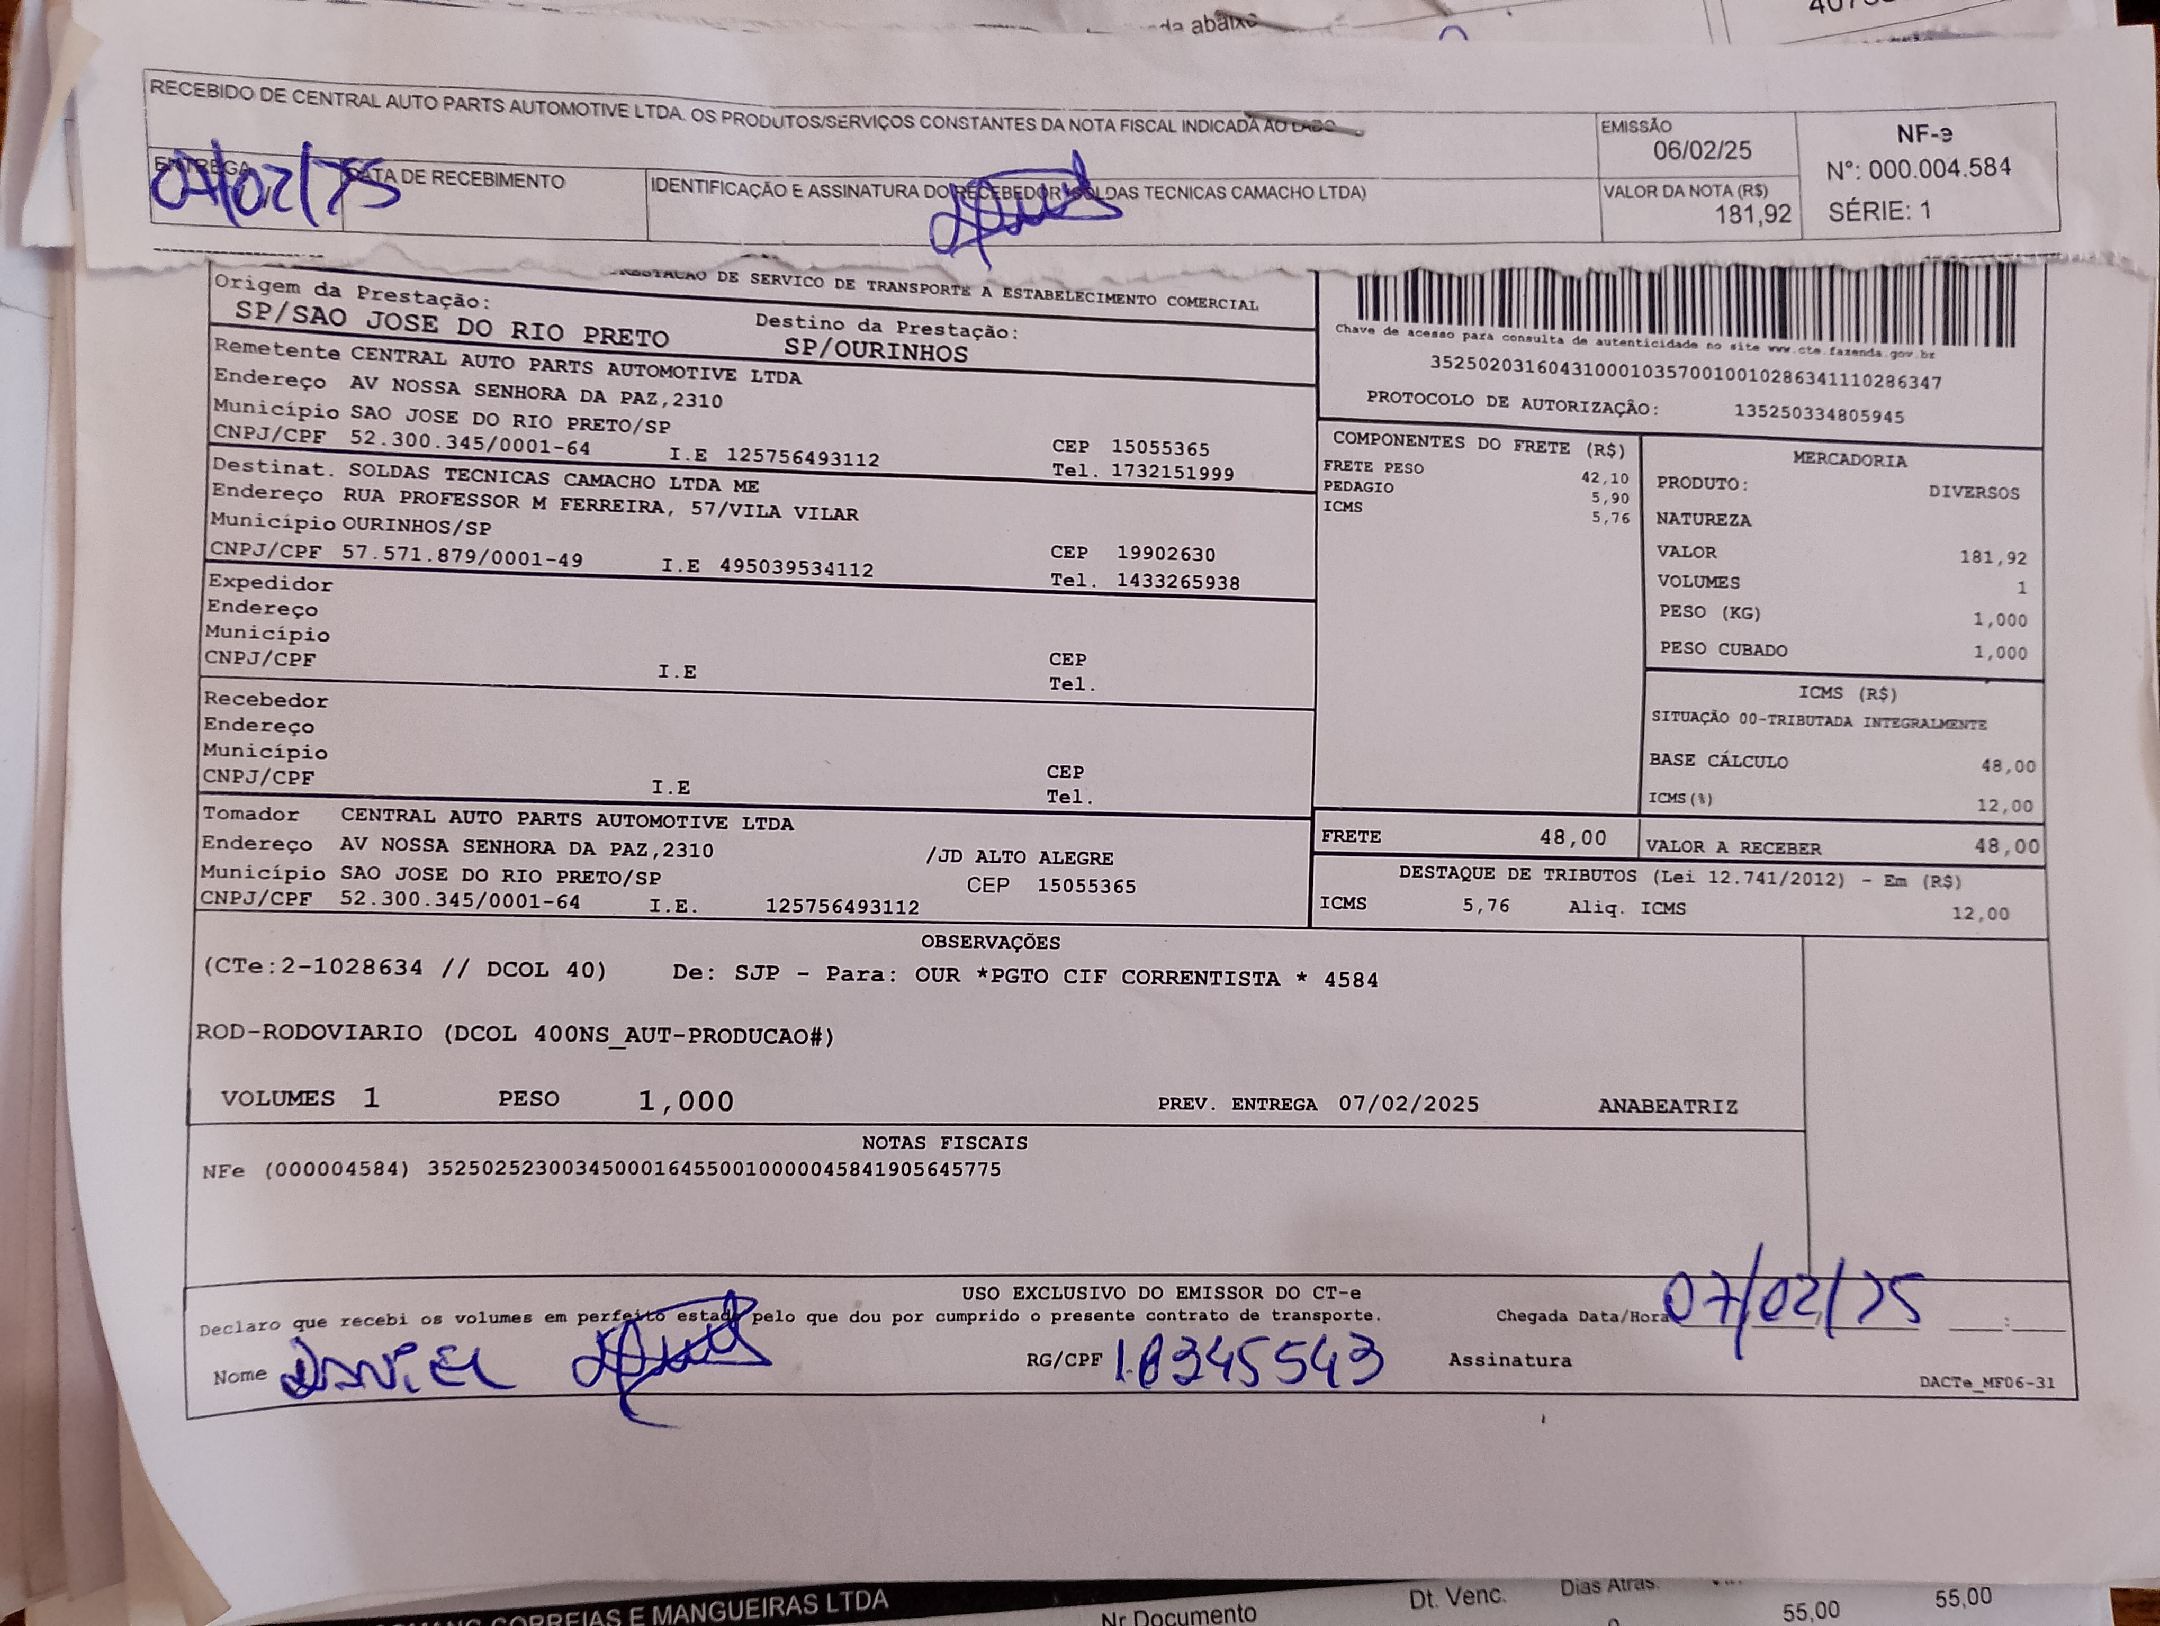 da abaixo
RECEBIDO DE CENTRAL AUTO PARTS AUTOMOTIVE LTDA. OS PRODUTOS/SERVIÇOS CONSTANTES DA NOTA FISCAL INDICADA AO LADO
EMISSÃO
06/02/25
NF-e
Nº: 000.004.584
SÉRIE: 1
ENTREGA
07/02/25
DATA DE RECEBIMENTO
IDENTIFICAÇÃO E ASSINATURA DO RECEBEDOR (SOLDAS TECNICAS CAMACHO LTDA)
VALOR DA NOTA (R$)
181,92
DE SERVICO DE TRANSPORTE A ESTABELECIMENTO COMERCIAL
Origem da Prestação:
SP/SAO JOSE DO RIO PRETO
Destino da Prestação:
SP/OURINHOS
Remetente CENTRAL AUTO PARTS AUTOMOTIVE LTDA
Endereço AV NOSSA SENHORA DA PAZ,2310
Município SAO JOSE DO RIO PRETO/SP
CEP 15055365
CNPJ/CPF 52.300.345/0001-64 I.E 125756493112 Tel. 1732151999
Destinat. SOLDAS TECNICAS CAMACHO LTDA ME
Endereço RUA PROFESSOR M FERREIRA, 57/VILA VILAR
Município OURINHOS/SP
CEP 19902630
CNPJ/CPF 57.571.879/0001-49 I.E 495039534112 Tel. 1433265938
Expedidor
Endereço
Município
CEP
CNPJ/CPF I.E Tel.
Recebedor
Endereço
Município
CEP
CNPJ/CPF I.E Tel.
Tomador CENTRAL AUTO PARTS AUTOMOTIVE LTDA
Endereço AV NOSSA SENHORA DA PAZ,2310 /JD ALTO ALEGRE
Município SAO JOSE DO RIO PRETO/SP CEP 15055365
CNPJ/CPF 52.300.345/0001-64 I.E. 125756493112
Chave de acesso para consulta de autenticidade no site www.cte.fazenda.gov.br
35250203160431000103570010010286341110286347
PROTOCOLO DE AUTORIZAÇÃO: 135250334805945
COMPONENTES DO FRETE (R$)
FRETE PESO 42,10
PEDAGIO 5,90
ICMS 5,76
MERCADORIA
PRODUTO: DIVERSOS
NATUREZA
VALOR 181,92
VOLUMES 1
PESO (KG) 1,000
PESO CUBADO 1,000
ICMS (R$)
SITUAÇÃO 00-TRIBUTADA INTEGRALMENTE
BASE CÁLCULO 48,00
ICMS(%) 12,00
FRETE 48,00 VALOR A RECEBER 48,00
DESTAQUE DE TRIBUTOS (Lei 12.741/2012) - Em (R$)
ICMS 5,76 Aliq. ICMS 12,00
OBSERVAÇÕES
(CTe:2-1028634 // DCOL 40) De: SJP - Para: OUR *PGTO CIF CORRENTISTA * 4584
ROD-RODOVIARIO (DCOL 400NS_AUT-PRODUCAO#)
VOLUMES 1 PESO 1,000 PREV. ENTREGA 07/02/2025 ANABEATRIZ
NOTAS FISCAIS
NFe (000004584) 35250252300345000164550010000045841905645775
USO EXCLUSIVO DO EMISSOR DO CT-e
Declaro que recebi os volumes em perfeito estado pelo que dou por cumprido o presente contrato de transporte.
Chegada Data/Hora 07/02/25 __:__
Nome DANIEL RG/CPF 18345543 Assinatura
DACTe_MF06-31
CORREIAS E MANGUEIRAS LTDA
Nr Documento
Dt. Venc.
Dias Atras.
55,00
55,00